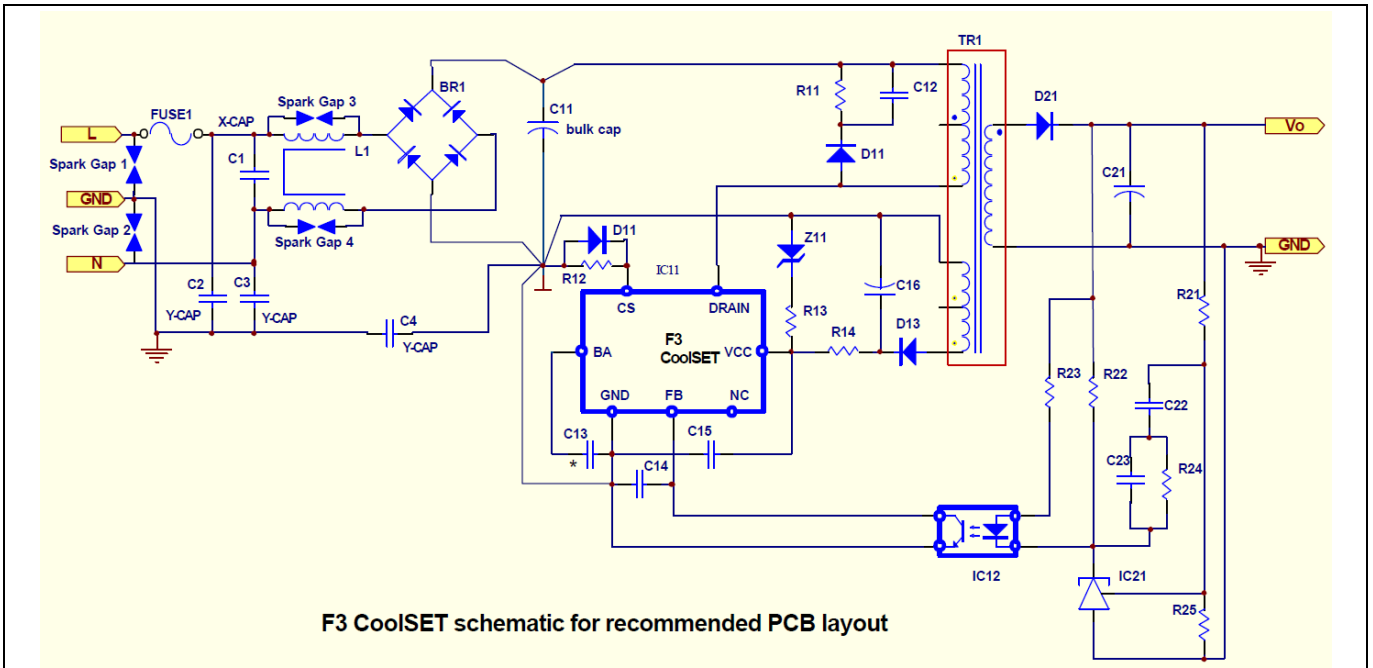 TR1
BR1
R11
C12
Spark Gap 3
FUSE1
X-CAP
C11
bulk cap
D21
L
L1
Vo
Spark Gap 1
C1
D11
C21
GND
Spark Gap 2
Spark Gap 4
D11
Z11
GND
N
R12
IC11
C2
C3
C16
CS
DRAIN
R21
Y-CAP
Y-CAP
C4
Y-CAP
R13
R14
D13
F3
CoolSET
BA
VCC
R23
R22
GND
FB
NC
C22
C13
*
C15
C14
C23
R24
IC12
IC21
R25
F3 CoolSET schematic for recommended PCB layout